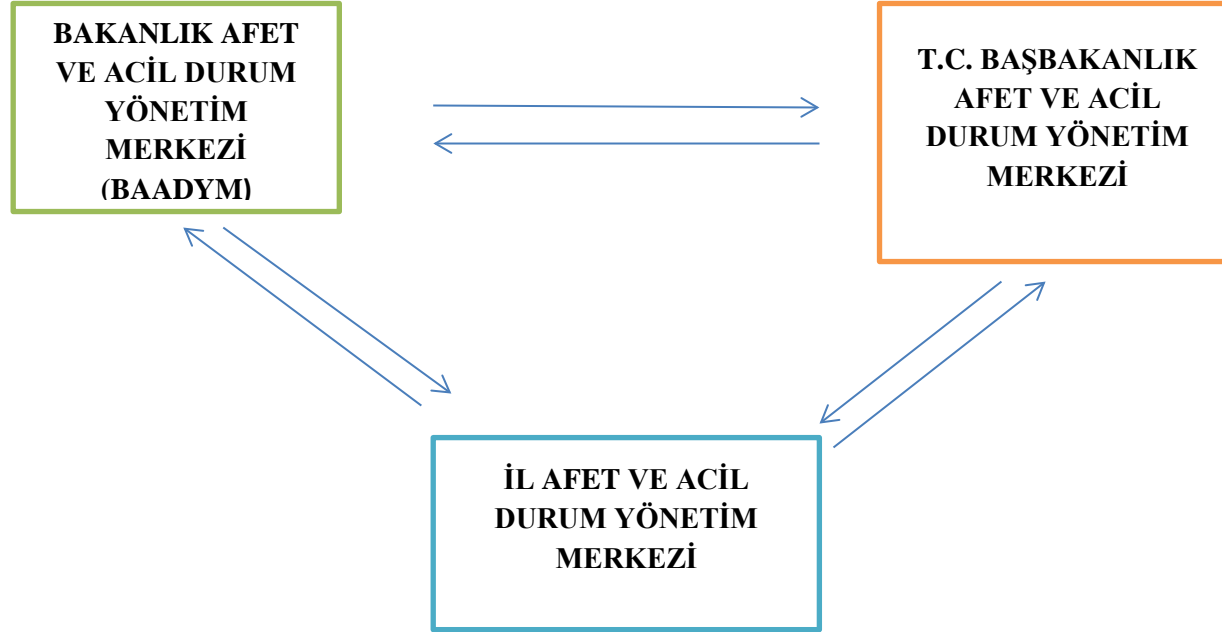 BAKANLIK AFET
VE ACİL DURUM
YÖNETİM
MERKEZİ
(BAADYM)
T.C. BAŞBAKANLIK
AFET VE ACİL
DURUM YÖNETİM
MERKEZİ
İL AFET VE ACİL
DURUM YÖNETİM
MERKEZİ